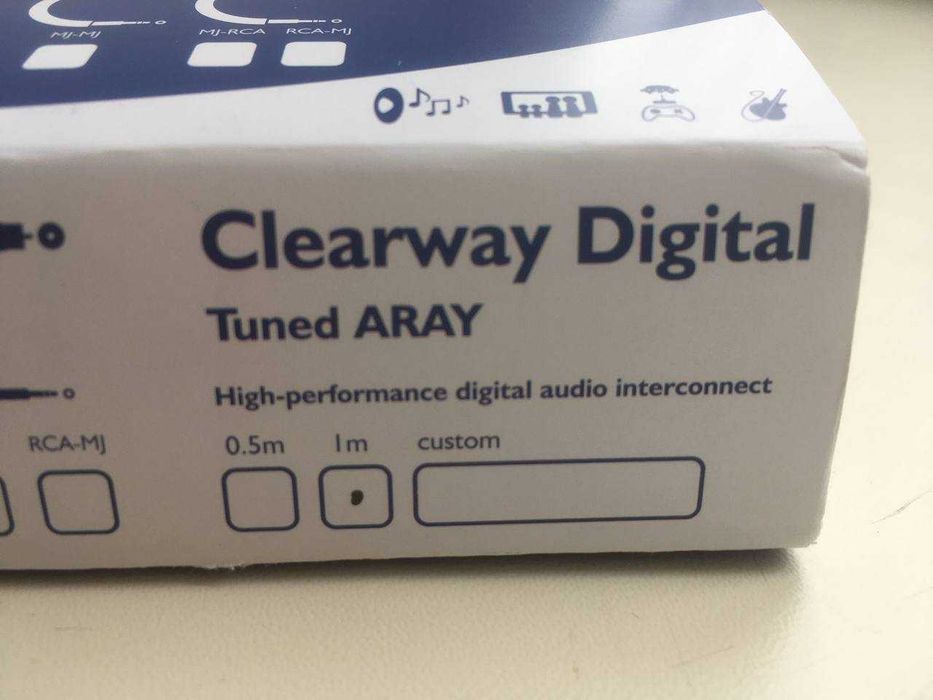 MJ-MJ MJ-RCA RCA-MJ
Clearway Digital
Tuned ARAY
High-performance digital audio interconnect
RCA-MJ 0.5m 1m custom